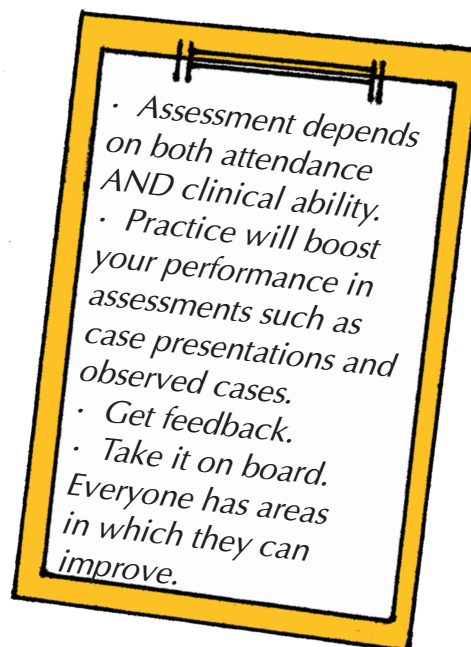 · Assessment depends
on both attendance
AND clinical ability.
· Practice will boost
your performance in
assessments such as
case presentations and
observed cases.
· Get feedback.
· Take it on board.
Everyone has areas
in which they can
improve.